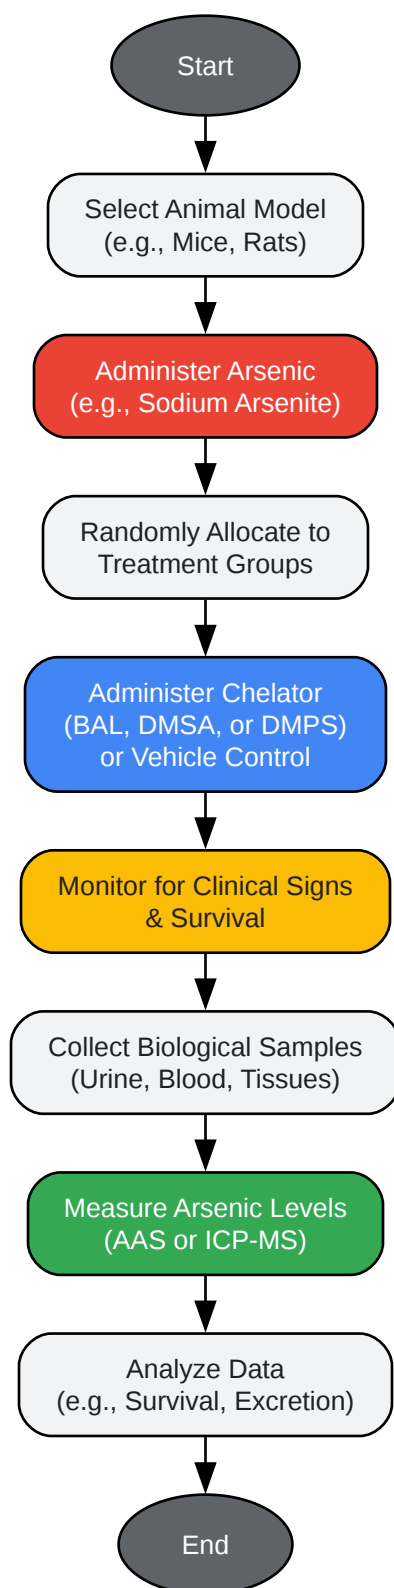 Start
Select Animal Model
(e.g., Mice, Rats)
Administer Arsenic
(e.g., Sodium Arsenite)
Randomly Allocate to
Treatment Groups
Administer Chelator
(BAL, DMSA, or DMPS)
or Vehicle Control
Monitor for Clinical Signs
& Survival
Collect Biological Samples
(Urine, Blood, Tissues)
Measure Arsenic Levels
(AAS or ICP-MS)
Analyze Data
(e.g., Survival, Excretion)
End